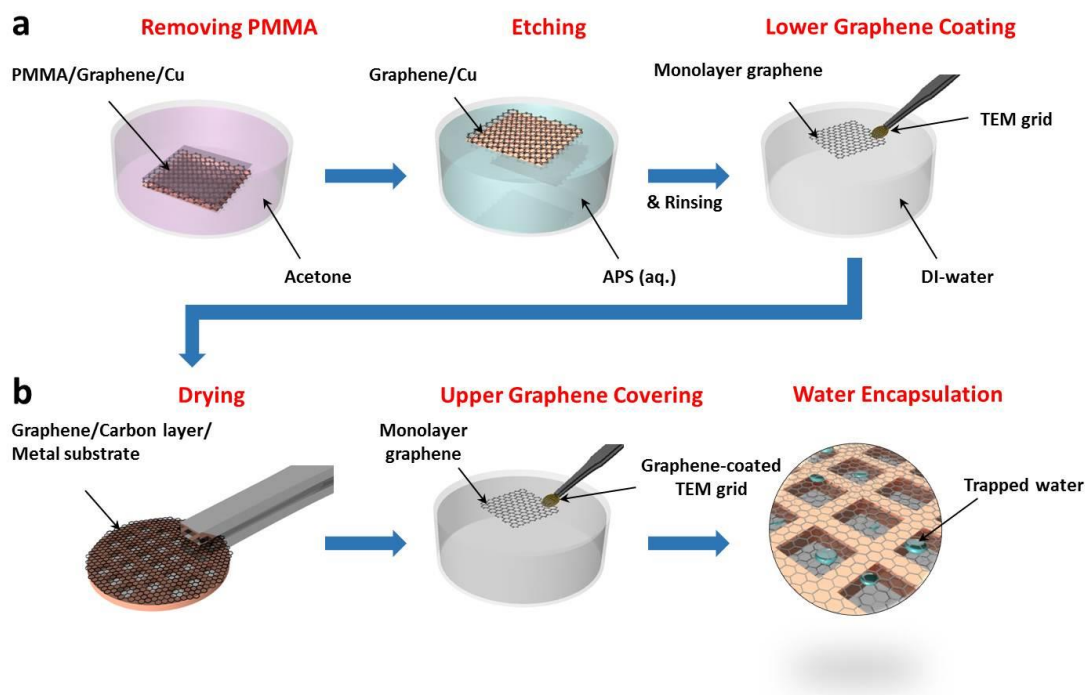 a
Removing PMMA
Etching
Lower Graphene Coating
PMMA/Graphene/Cu
Graphene/Cu
Monolayer graphene
TEM grid
& Rinsing
Acetone
APS (aq.)
DI-water
b
Drying
Upper Graphene Covering
Water Encapsulation
Graphene/Carbon layer/
Metal substrate
Monolayer
graphene
Graphene-coated
TEM grid
Trapped water